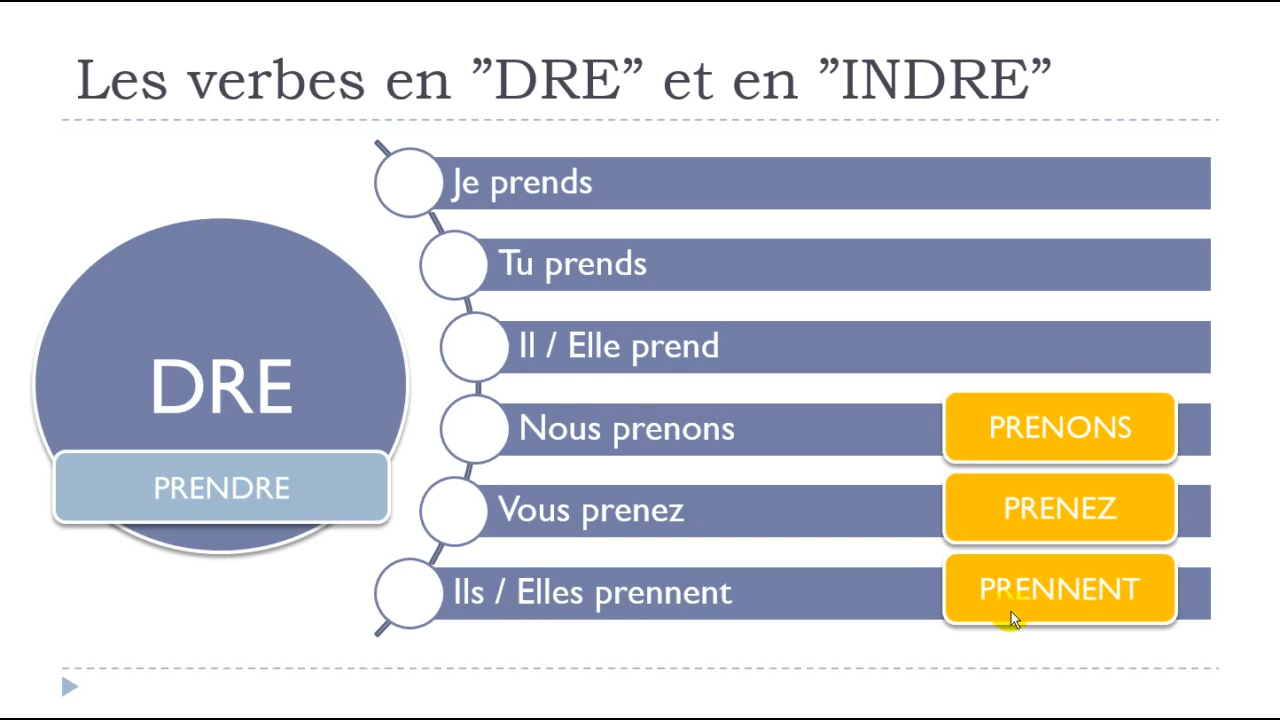 Les verbes en ”DRE” et en ”INDRE”
DRE
PRENDRE
Je prends
Tu prends
Il / Elle prend
Nous prenons
PRENONS
Vous prenez
PRENEZ
Ils / Elles prennent
PRENNENT